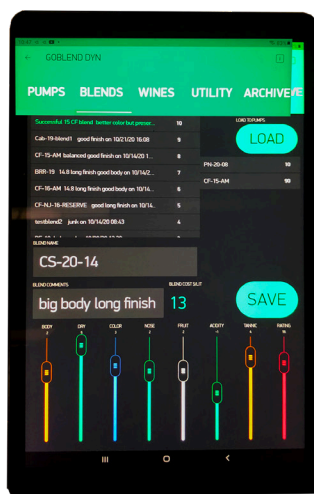 GOBLEND DYN
PUMPS BLENDS WINES UTILITY ARCHIVE
Successful 15 CF blend better color but preser... 10
Cab-19-blend1 good finish on 10/21/20 16:08 9
CF-15-AM balanced good finish on 10/14/20 1... 8
BRR-19 14.8 long finish good body on 10/14/2... 7
CF-16-AM 14.8 long finish good body on 10/14... 6
CF-NJ-16-RESERVE good long finish on 10/14... 5
testblend2 junk on 10/14/20 08:43 4
LOAD TO PUMPS
LOAD
PN-20-08 10
CF-15-AM 90
BLEND NAME
CS-20-14
BLEND COMMENTS
big body long finish
BLEND COST $/LIT
13
SAVE
BODY DRY COLOR NOSE FRUIT ACIDITY TANNIC RATING